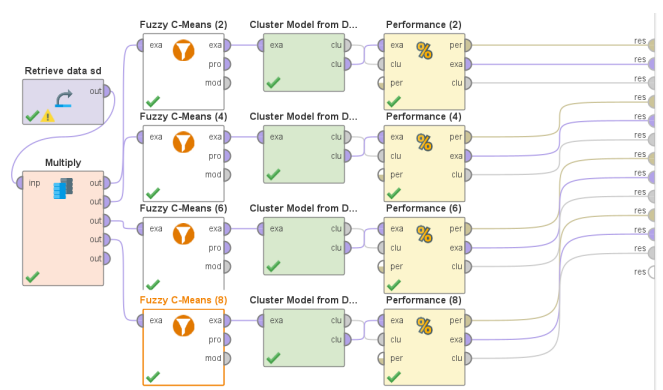 Fuzzy C-Means (2) Cluster Model from D... Performance (2)
exa exa exa clu exa per res
pro clu clu exa res
mod per clu res
Retrieve data sd
out
res
Fuzzy C-Means (4) Cluster Model from D... Performance (4)
res
exa exa exa clu exa per res
pro clu clu exa res
mod per clu
Multiply
inp out
out
out
out
out
res
res
Fuzzy C-Means (6) Cluster Model from D... Performance (6)
res
exa exa exa clu exa per res
pro clu clu exa res
mod per clu res
Fuzzy C-Means (8) Cluster Model from D... Performance (8)
exa exa exa clu exa per
pro clu clu exa
mod per clu